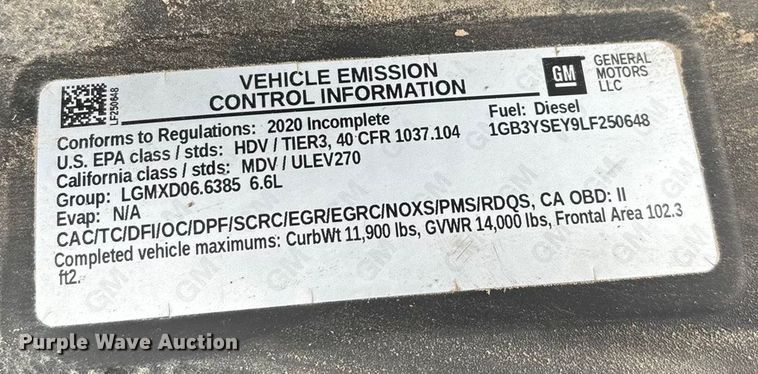 LF250648
VEHICLE EMISSION
CONTROL INFORMATION
GM
GENERAL
MOTORS
LLC
Conforms to Regulations: 2020 Incomplete
Fuel: Diesel
U.S. EPA class / stds: HDV / TIER3, 40 CFR 1037.104
1GB3YSEY9LF250648
California class / stds: MDV / ULEV270
Group: LGMXD06.6385 6.6L
Evap: N/A
CAC/TC/DFI/OC/DPF/SCRC/EGR/EGRC/NOXS/PMS/RDQS, CA OBD: II
Completed vehicle maximums: CurbWt 11,900 lbs, GVWR 14,000 lbs, Frontal Area 102.3
ft2.
Purple Wave Auction